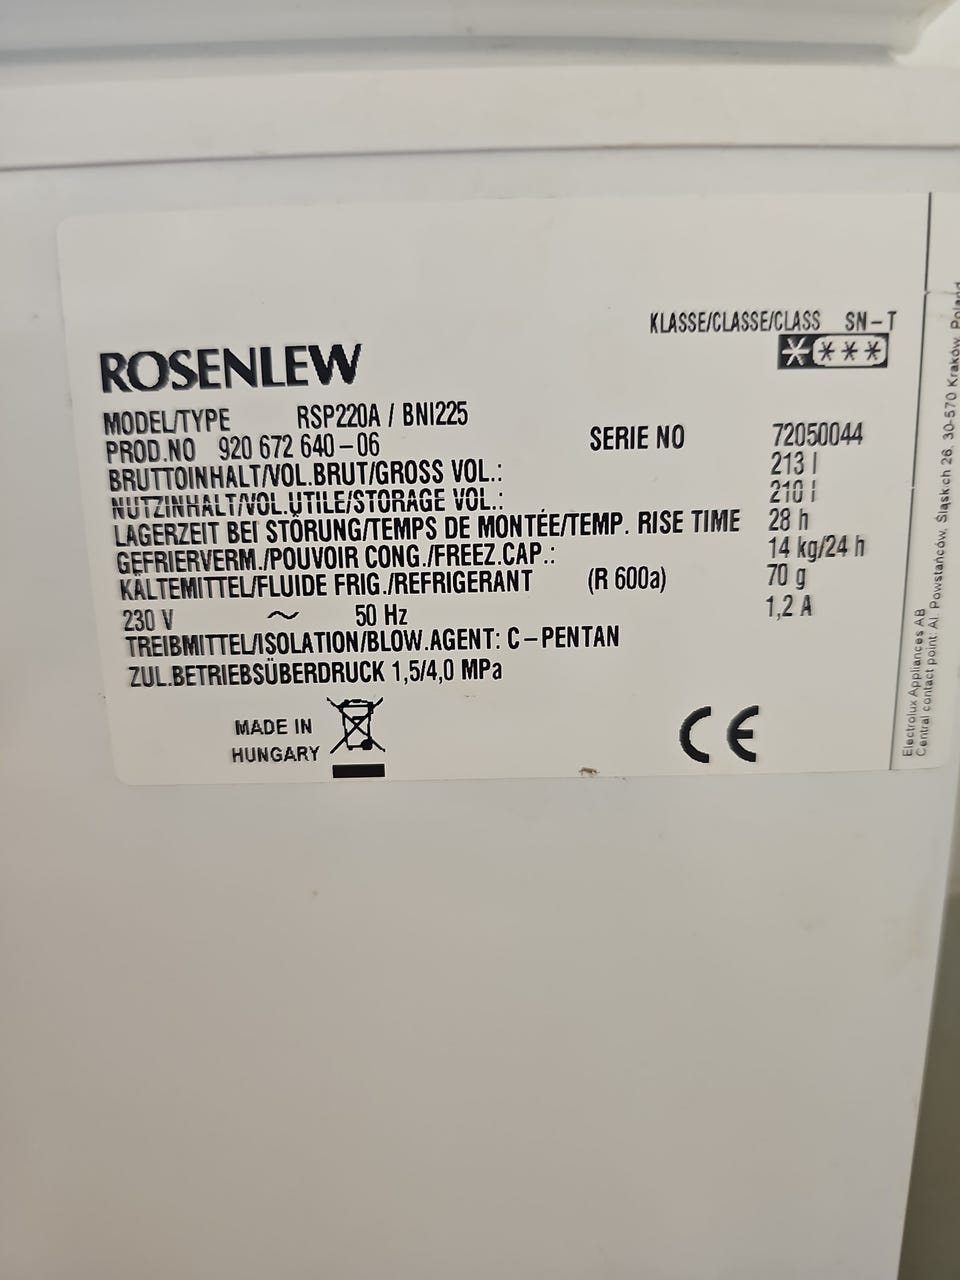 KLASSE/CLASSE/CLASS SN-T
ROSENLEW
MODEL/TYPE RSP220A / BNI225
PROD.NO 920 672 640-06 SERIE NO 72050044
BRUTTOINHALT/VOL.BRUT/GROSS VOL.: 213 l
NUTZINHALT/VOL.UTILE/STORAGE VOL.: 210 l
LAGERZEIT BEI STÖRUNG/TEMPS DE MONTÉE/TEMP. RISE TIME 28 h
GEFRIERVERM./POUVOIR CONG./FREEZ.CAP.: 14 kg/24 h
KÄLTEMITTEL/FLUIDE FRIG./REFRIGERANT (R 600a) 70 g
230 V ~ 50 Hz 1,2 A
TREIBMITTEL/ISOLATION/BLOW.AGENT: C-PENTAN
ZUL.BETRIEBSÜBERDRUCK 1,5/4,0 MPa
MADE IN
HUNGARY
CE
Electrolux Appliances AB
Central contact point: Al. Powstańców. Śląskich 26. 30-570 Kraków, Poland